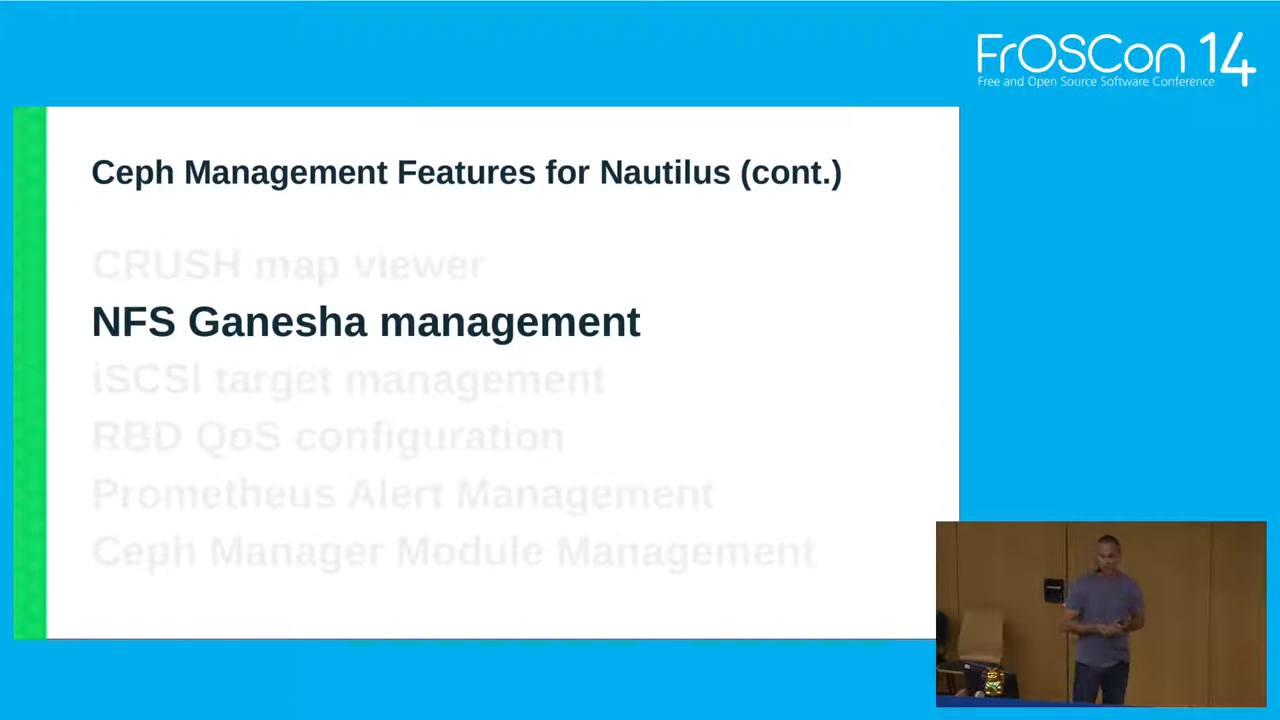 FrOSCon 14
Free and Open Source Software Conference
Ceph Management Features for Nautilus (cont.)
CRUSH map viewer
NFS Ganesha management
iSCSI target management
RBD QoS configuration
Prometheus Alert Management
Ceph Manager Module Management